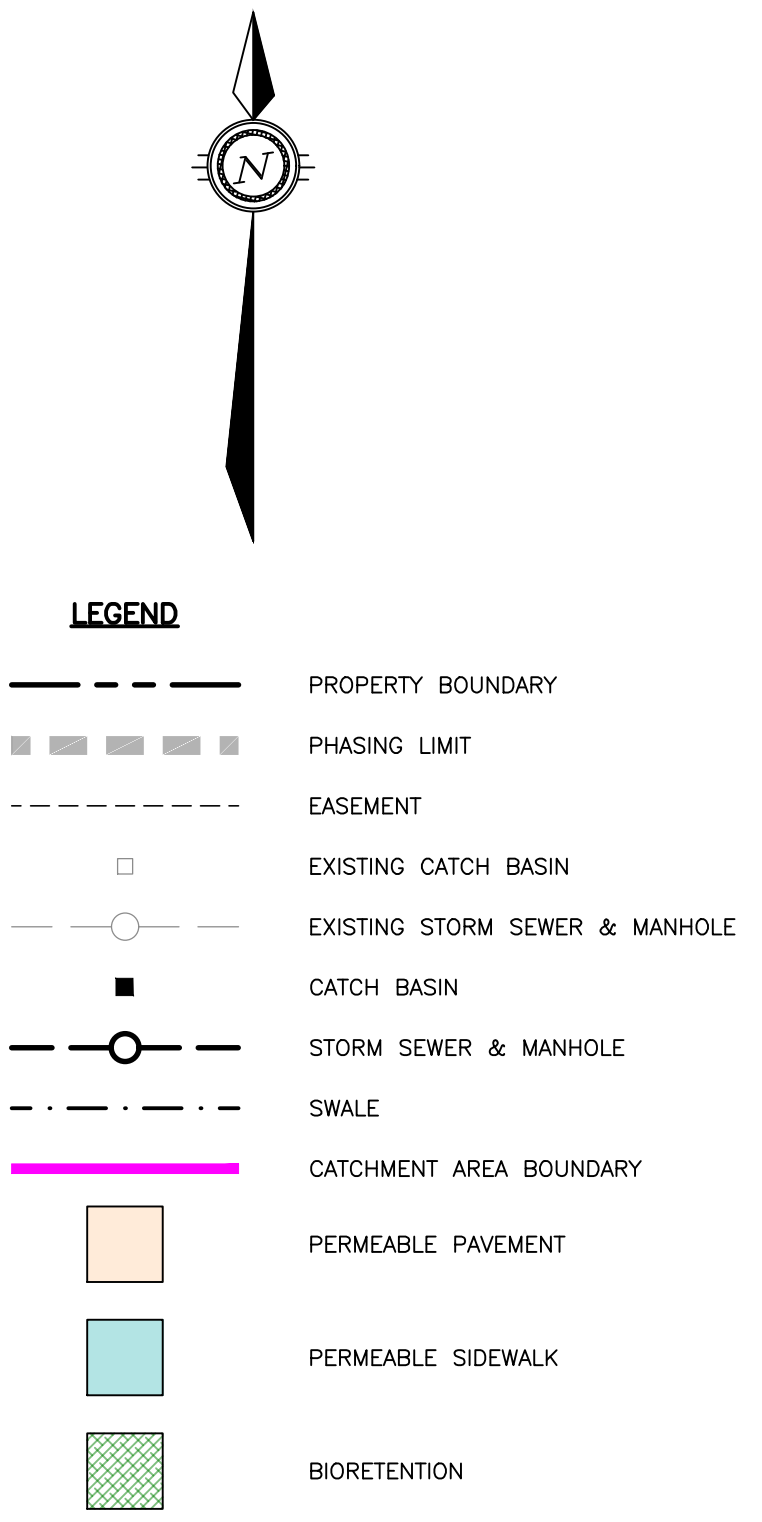 N
LEGEND
PROPERTY BOUNDARY
PHASING LIMIT
EASEMENT
EXISTING CATCH BASIN
EXISTING STORM SEWER & MANHOLE
CATCH BASIN
STORM SEWER & MANHOLE
SWALE
CATCHMENT AREA BOUNDARY
PERMEABLE PAVEMENT
PERMEABLE SIDEWALK
BIORETENTION